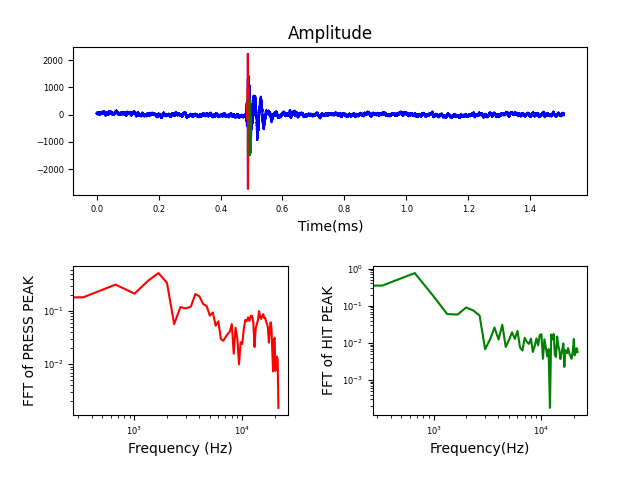 Amplitude
2000
1000
0
−1000
−2000
0.0 0.2 0.4 0.6 0.8 1.0 1.2 1.4
Time(ms)
FFT of PRESS PEAK
10⁻¹
10⁻²
10³ 10⁴
Frequency (Hz)
FFT of HIT PEAK
10⁰
10⁻¹
10⁻²
10⁻³
10³ 10⁴
Frequency(Hz)